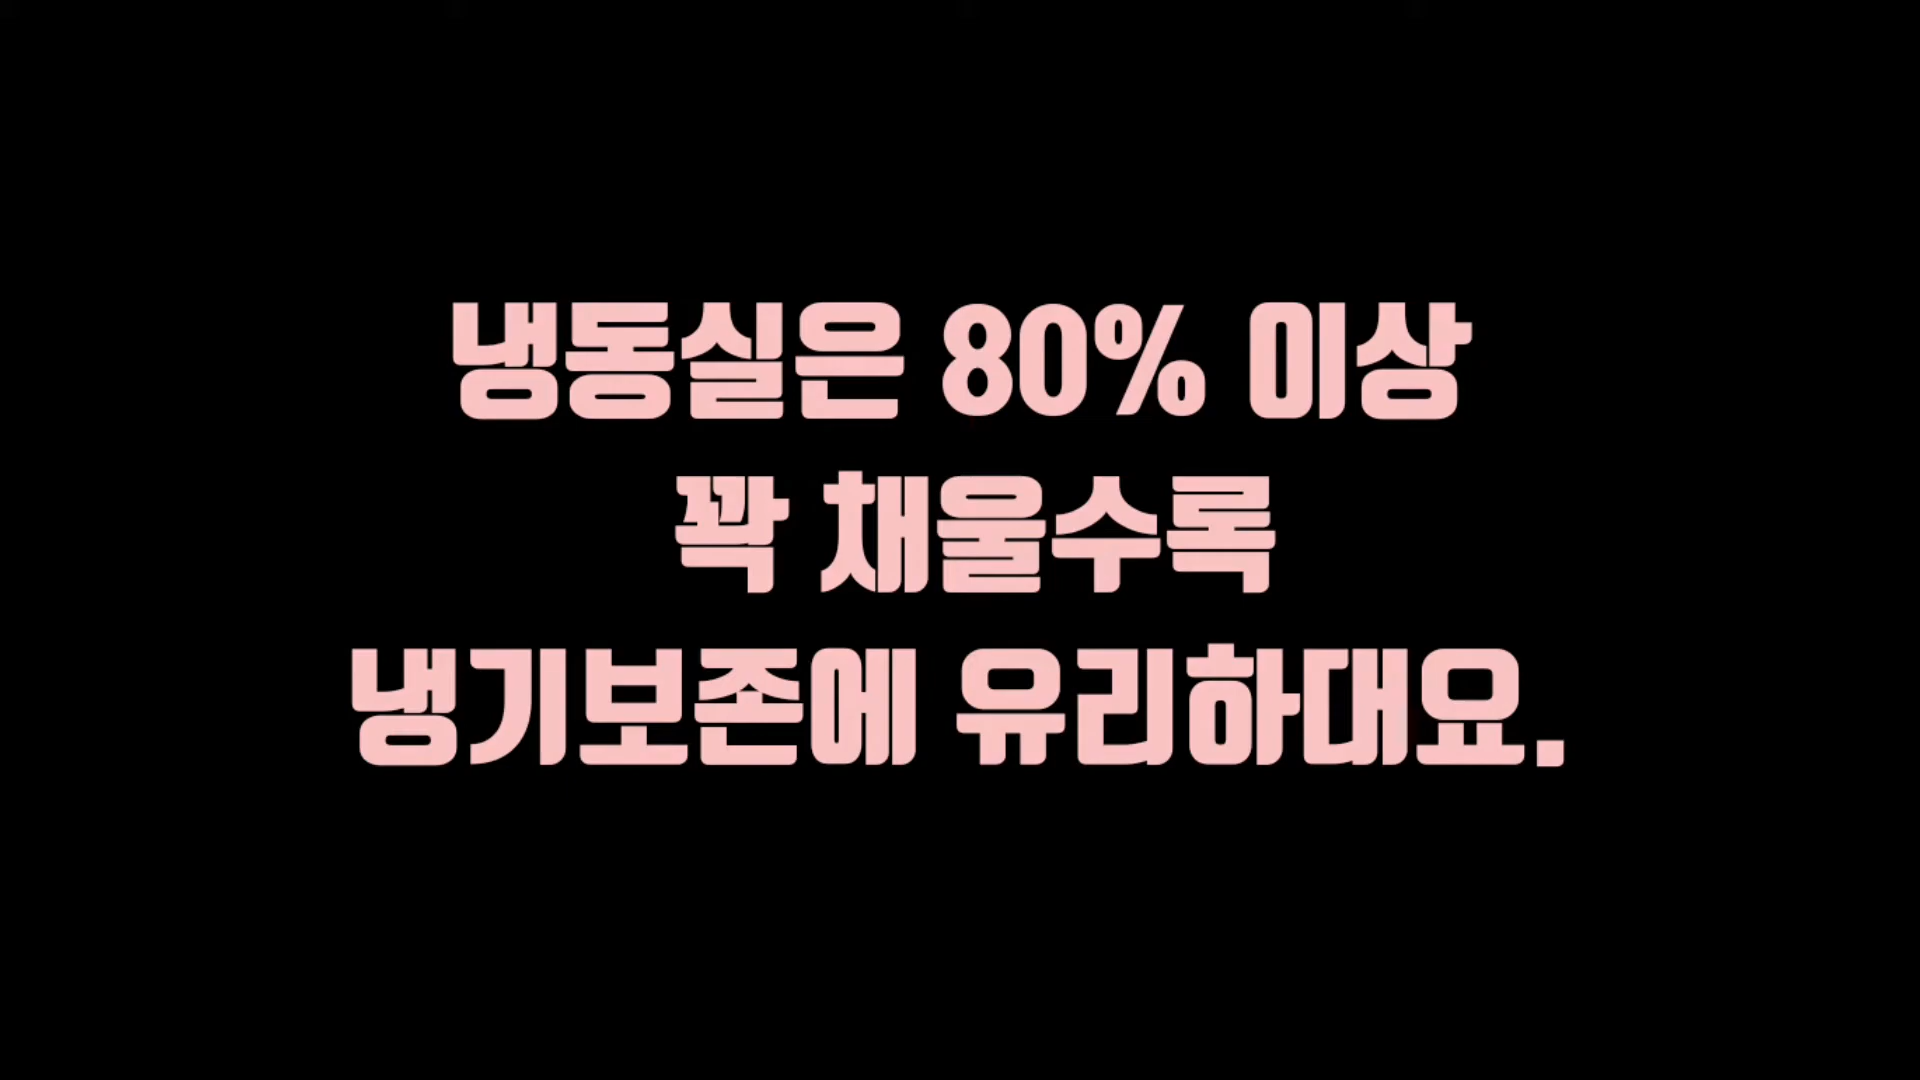 냉동실은 80% 이상
꽉 채울수록
냉기보존에 유리하대요.